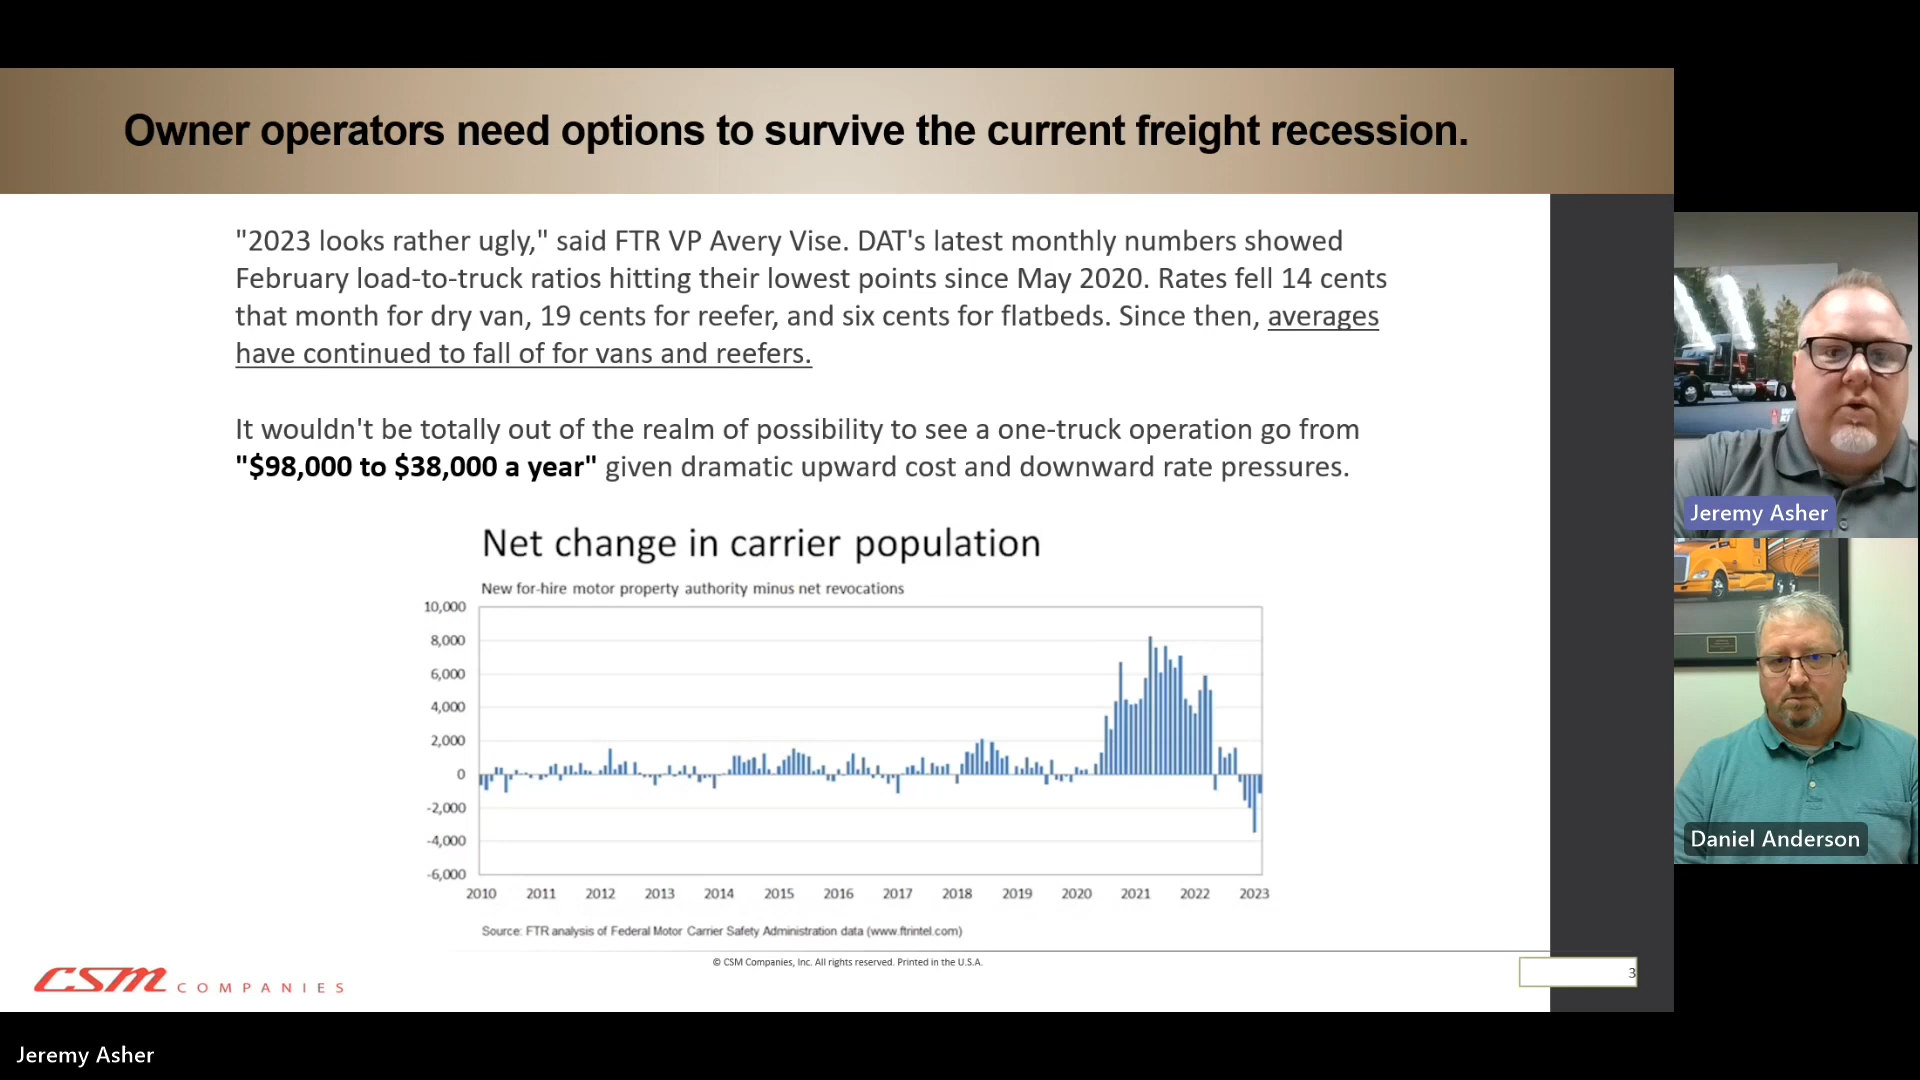 Owner operators need options to survive the current freight recession.
"2023 looks rather ugly," said FTR VP Avery Vise. DAT's latest monthly numbers showed
February load-to-truck ratios hitting their lowest points since May 2020. Rates fell 14 cents
that month for dry van, 19 cents for reefer, and six cents for flatbeds. Since then, averages
have continued to fall of for vans and reefers.
It wouldn't be totally out of the realm of possibility to see a one-truck operation go from
"$98,000 to $38,000 a year" given dramatic upward cost and downward rate pressures.
Net change in carrier population
New for-hire motor property authority minus net revocations
10,000
8,000
6,000
4,000
2,000
0
-2,000
-4,000
-6,000
2010 2011 2012 2013 2014 2015 2016 2017 2018 2019 2020 2021 2022 2023
Source: FTR analysis of Federal Motor Carrier Safety Administration data (www.ftrintel.com)
© CSM Companies, Inc. All rights reserved. Printed in the U.S.A.
CSM COMPANIES
3
Jeremy Asher
Daniel Anderson
Jeremy Asher